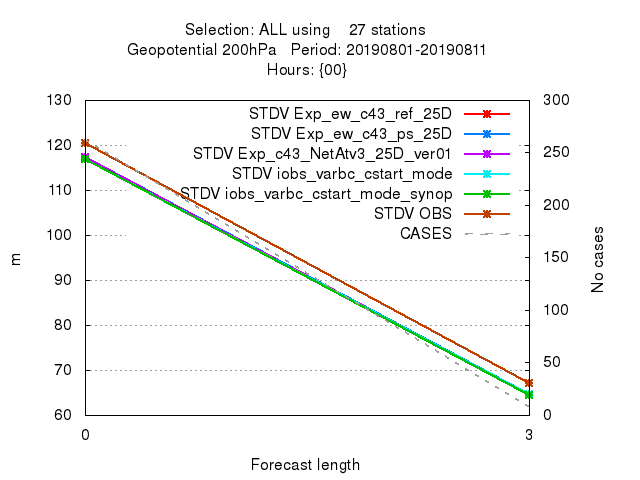 Selection: ALL using    27 stations
Geopotential 200hPa   Period: 20190801-20190811
Hours: {00}
130
300
STDV Exp_ew_c43_ref_25D
STDV Exp_ew_c43_ps_25D
120
250
STDV Exp_c43_NetAtv3_25D_ver01
STDV iobs_varbc_cstart_mode
110
STDV iobs_varbc_cstart_mode_synop
200
STDV OBS
100
CASES
m
No cases
90
150
80
100
70
50
60
0
0
3
Forecast length